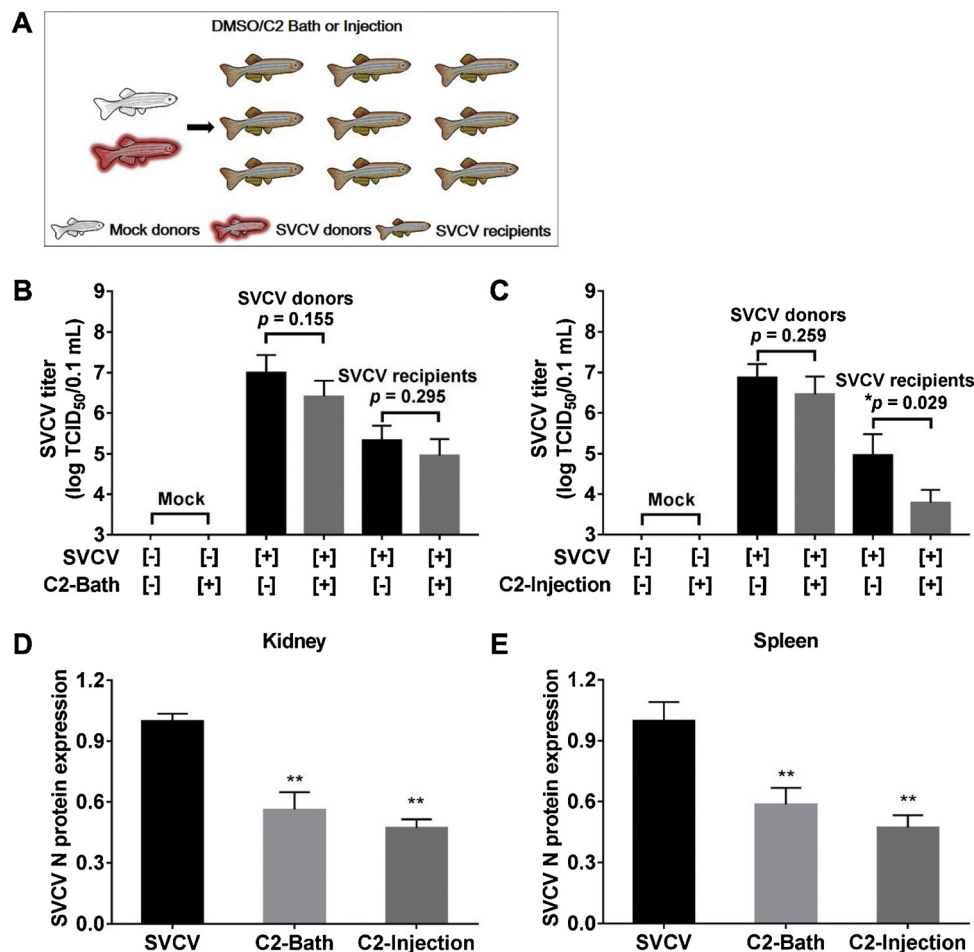 A
DMSO/C2 Bath or Injection
Mock donors
SVCV donors
SVCV recipients
B
SVCV titer
(log TCID50/0.1 mL)
9
8
7
6
5
4
3
SVCV donors
p = 0.155
SVCV recipients
p = 0.295
Mock
SVCV [-] [-] [+] [+] [+] [+]
C2-Bath [-] [+] [-] [+] [-] [+]
C
SVCV titer
(log TCID50/0.1 mL)
9
8
7
6
5
4
3
SVCV donors
p = 0.259
SVCV recipients
*p = 0.029
Mock
SVCV [-] [-] [+] [+] [+] [+]
C2-Injection [-] [+] [-] [+] [-] [+]
D
Kidney
SVCV N protein expression
1.2
0.9
0.6
0.3
0.0
**
**
SVCV C2-Bath C2-Injection
E
Spleen
SVCV N protein expression
1.2
0.9
0.6
0.3
0.0
**
**
SVCV C2-Bath C2-Injection